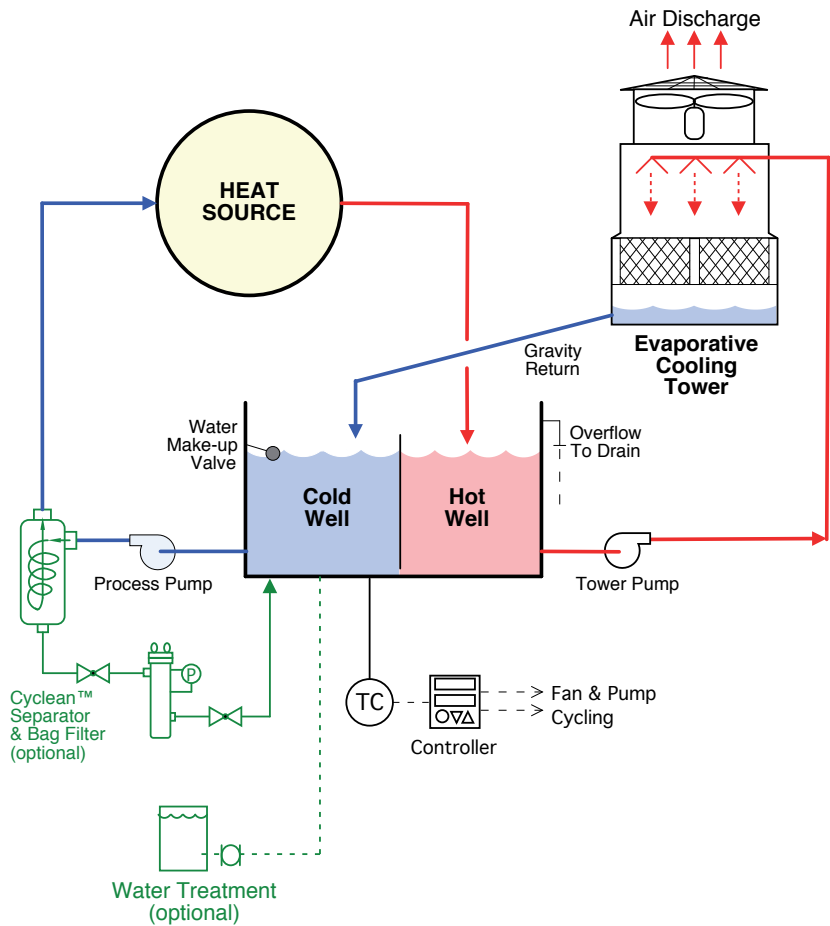 Air Discharge
HEAT
SOURCE
Evaporative
Cooling
Tower
Gravity
Return
Water
Make-up
Valve
Overflow
To Drain
Cold
Well
Hot
Well
Process Pump
Tower Pump
P
Cyclean™
Separator
& Bag Filter
(optional)
TC
Fan & Pump
Cycling
Controller
Water Treatment
(optional)